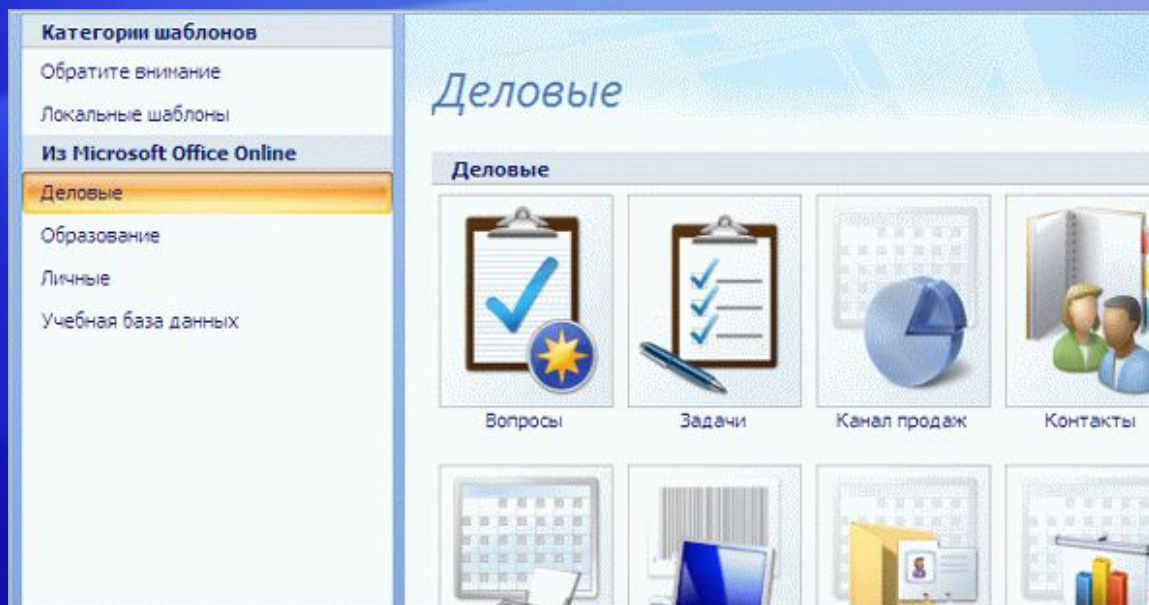 Категории шаблонов
Обратите внимание
Локальные шаблоны
Из Microsoft Office Online
Деловые
Образование
Личные
Учебная база данных
Деловые
Деловые
Вопросы
Задачи
Канал продаж
Контакты